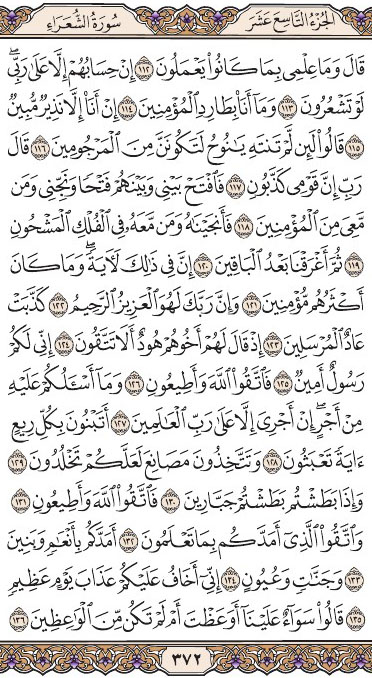 الجزء التاسع عشر سورة الشعراء
قَالَ وَمَا عِلْمِي بِمَا كَانُوا۟ يَعْمَلُونَ ١١٢ إِنْ حِسَابُهُمْ إِلَّا عَلَىٰ رَبِّي ۖ
لَوْ تَشْعُرُونَ ١١٣ وَمَآ أَنَا۠ بِطَارِدِ ٱلْمُؤْمِنِينَ ١١٤ إِنْ أَنَا۠ إِلَّا نَذِيرٌ مُّبِينٌ
١١٥ قَالُوا۟ لَئِن لَّمْ تَنتَهِ يَٰنُوحُ لَتَكُونَنَّ مِنَ ٱلْمَرْجُومِينَ ١١٦ قَالَ
رَبِّ إِنَّ قَوْمِي كَذَّبُونِ ١١٧ فَٱفْتَحْ بَيْنِي وَبَيْنَهُمْ فَتْحًا وَنَجِّنِي وَمَن
مَّعِيَ مِنَ ٱلْمُؤْمِنِينَ ١١٨ فَأَنجَيْنَٰهُ وَمَن مَّعَهُۥ فِي ٱلْفُلْكِ ٱلْمَشْحُونِ
١١٩ ثُمَّ أَغْرَقْنَا بَعْدُ ٱلْبَاقِينَ ١٢٠ إِنَّ فِي ذَٰلِكَ لَءَايَةً ۖ وَمَا كَانَ
أَكْثَرُهُم مُّؤْمِنِينَ ١٢١ وَإِنَّ رَبَّكَ لَهُوَ ٱلْعَزِيزُ ٱلرَّحِيمُ ١٢٢ كَذَّبَتْ
عَادٌ ٱلْمُرْسَلِينَ ١٢٣ إِذْ قَالَ لَهُمْ أَخُوهُمْ هُودٌ أَلَا تَتَّقُونَ ١٢٤ إِنِّي لَكُمْ
رَسُولٌ أَمِينٌ ١٢٥ فَٱتَّقُوا۟ ٱللَّهَ وَأَطِيعُونِ ١٢٦ وَمَآ أَسْـَٔلُكُمْ عَلَيْهِ
مِنْ أَجْرٍ ۖ إِنْ أَجْرِيَ إِلَّا عَلَىٰ رَبِّ ٱلْعَٰلَمِينَ ١٢٧ أَتَبْنُونَ بِكُلِّ رِيعٍ
ءَايَةً تَعْبَثُونَ ١٢٨ وَتَتَّخِذُونَ مَصَانِعَ لَعَلَّكُمْ تَخْلُدُونَ ١٢٩
وَإِذَا بَطَشْتُم بَطَشْتُمْ جَبَّارِينَ ١٣٠ فَٱتَّقُوا۟ ٱللَّهَ وَأَطِيعُونِ ١٣١
وَٱتَّقُوا۟ ٱلَّذِيٓ أَمَدَّكُم بِمَا تَعْلَمُونَ ١٣٢ أَمَدَّكُم بِأَنْعَٰمٍ وَبَنِينَ
١٣٣ وَجَنَّٰتٍ وَعُيُونٍ ١٣٤ إِنِّيٓ أَخَافُ عَلَيْكُمْ عَذَابَ يَوْمٍ عَظِيمٍ
١٣٥ قَالُوا۟ سَوَآءٌ عَلَيْنَآ أَوَعَظْتَ أَمْ لَمْ تَكُن مِّنَ ٱلْوَٰعِظِينَ ١٣٦
٣٧٢